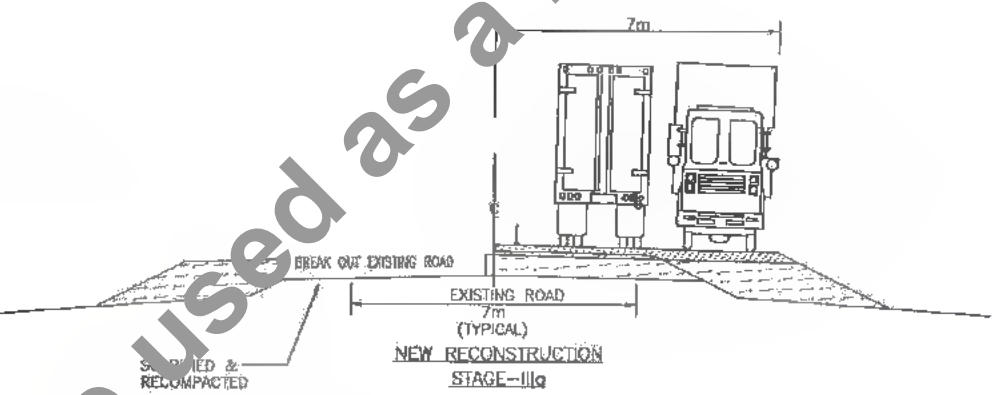 7m
used as a
BREAK OUT EXISTING ROAD
EXISTING ROAD
7m
(TYPICAL)
NEW RECONSTRUCTION
STAGE-IIIa
&
RECOMPACTED